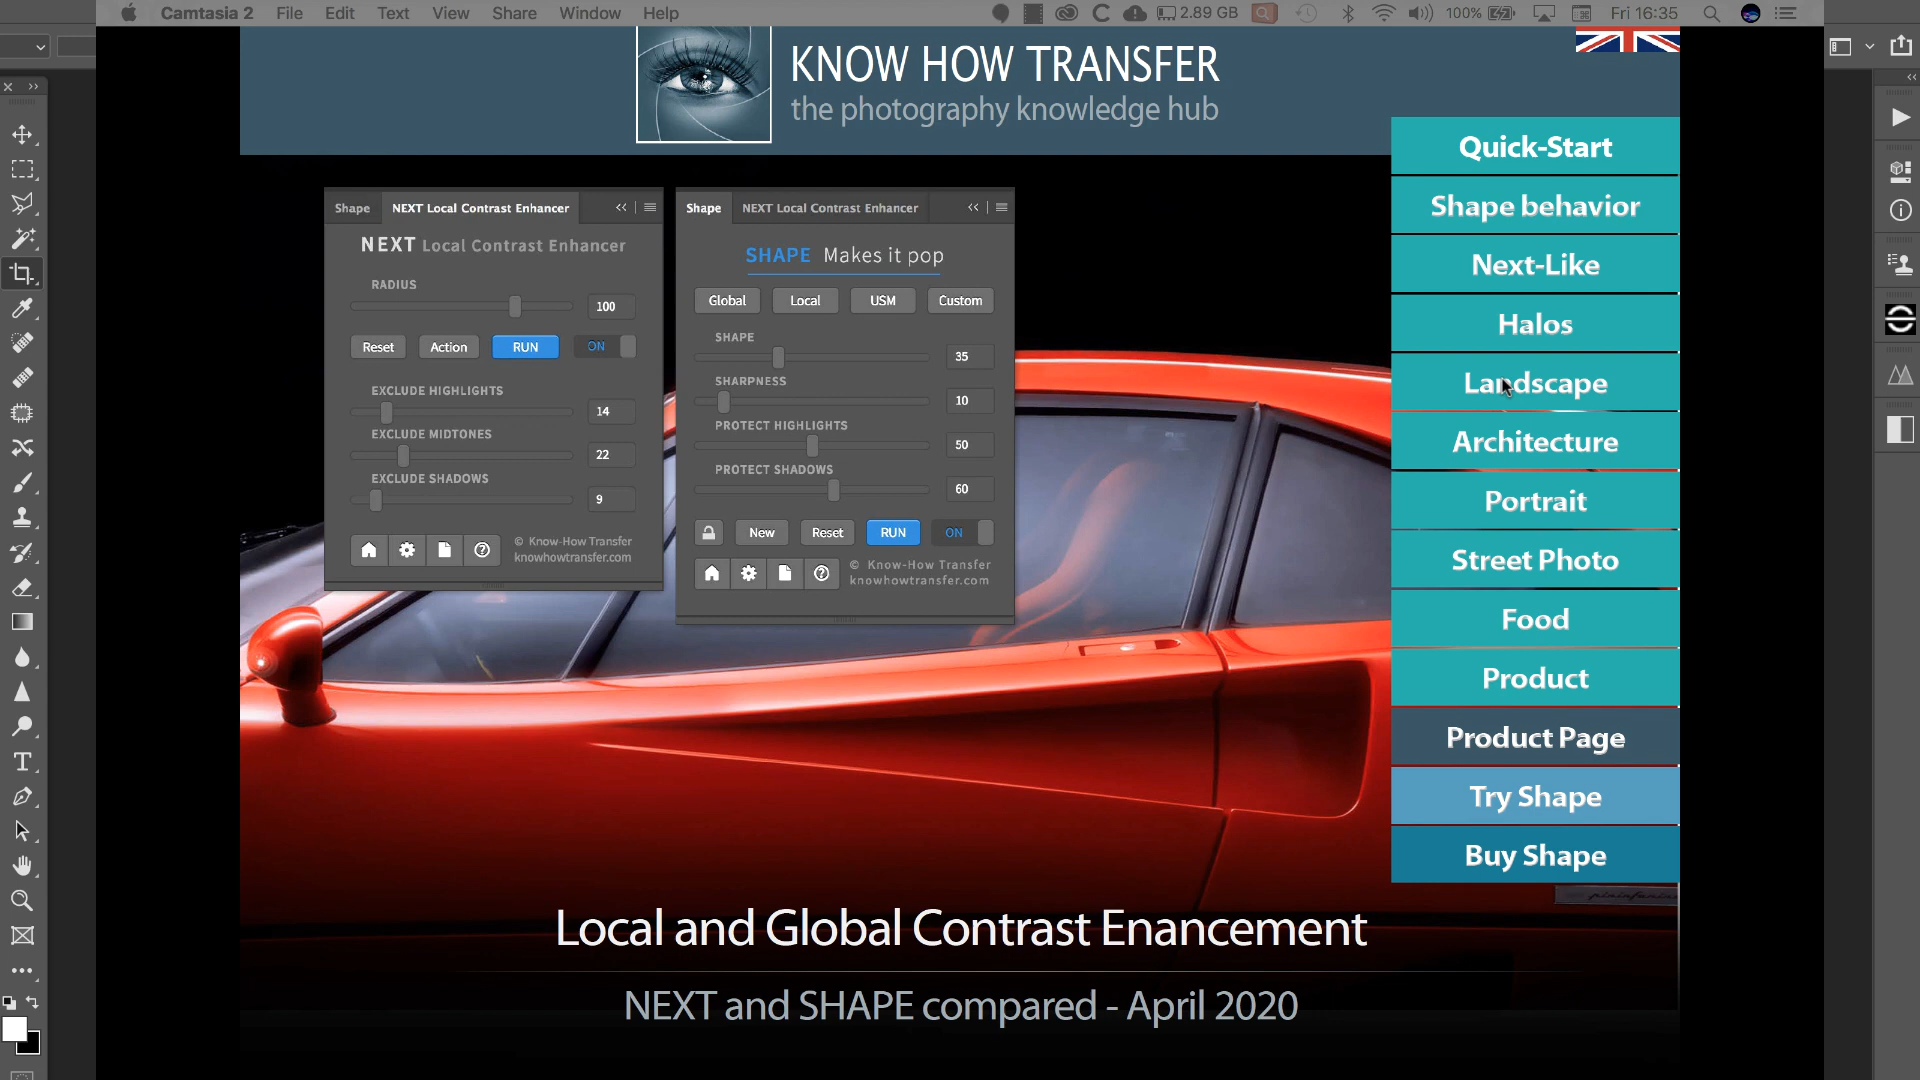 Camtasia 2 File Edit Text View Share Window Help 2.89 GB 100% Fri 16:35
KNOW HOW TRANSFER
the photography knowledge hub
Quick-Start
Shape behavior
Next-Like
Halos
Landscape
Architecture
Portrait
Street Photo
Food
Product
Product Page
Try Shape
Buy Shape
Shape NEXT Local Contrast Enhancer
NEXT Local Contrast Enhancer
RADIUS
100
Reset Action RUN ON
EXCLUDE HIGHLIGHTS
14
EXCLUDE MIDTONES
22
EXCLUDE SHADOWS
9
© Know-How Transfer
knowhowtransfer.com
Shape NEXT Local Contrast Enhancer
SHAPE Makes it pop
Global Local USM Custom
SHAPE
35
SHARPNESS
10
PROTECT HIGHLIGHTS
50
PROTECT SHADOWS
60
New Reset RUN ON
© Know-How Transfer
knowhowtransfer.com
pininfarina
Local and Global Contrast Enancement
NEXT and SHAPE compared - April 2020